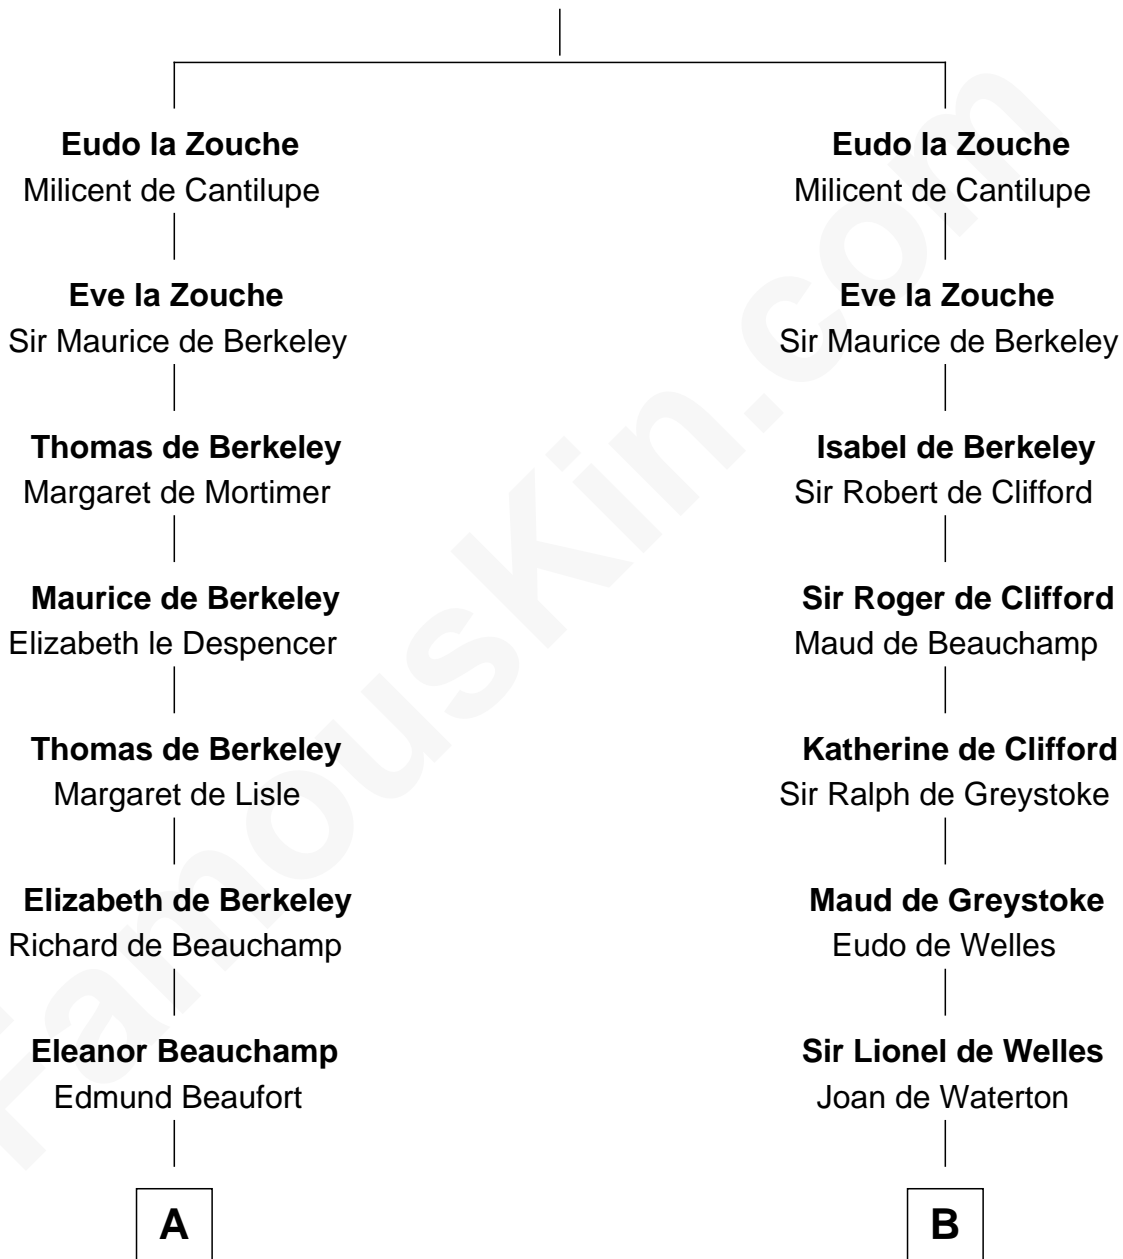 Eudo la Zouche
Milicent de Cantilupe
Eve la Zouche
Sir Maurice de Berkeley
Thomas de Berkeley
Margaret de Mortimer
Maurice de Berkeley
Elizabeth le Despencer
Thomas de Berkeley
Margaret de Lisle
Elizabeth de Berkeley
Richard de Beauchamp
Eleanor Beauchamp
Edmund Beaufort
A
Eudo la Zouche
Milicent de Cantilupe
Eve la Zouche
Sir Maurice de Berkeley
Isabel de Berkeley
Sir Robert de Clifford
Sir Roger de Clifford
Maud de Beauchamp
Katherine de Clifford
Sir Ralph de Greystoke
Maud de Greystoke
Eudo de Welles
Sir Lionel de Welles
Joan de Waterton
B
FamousKin.com